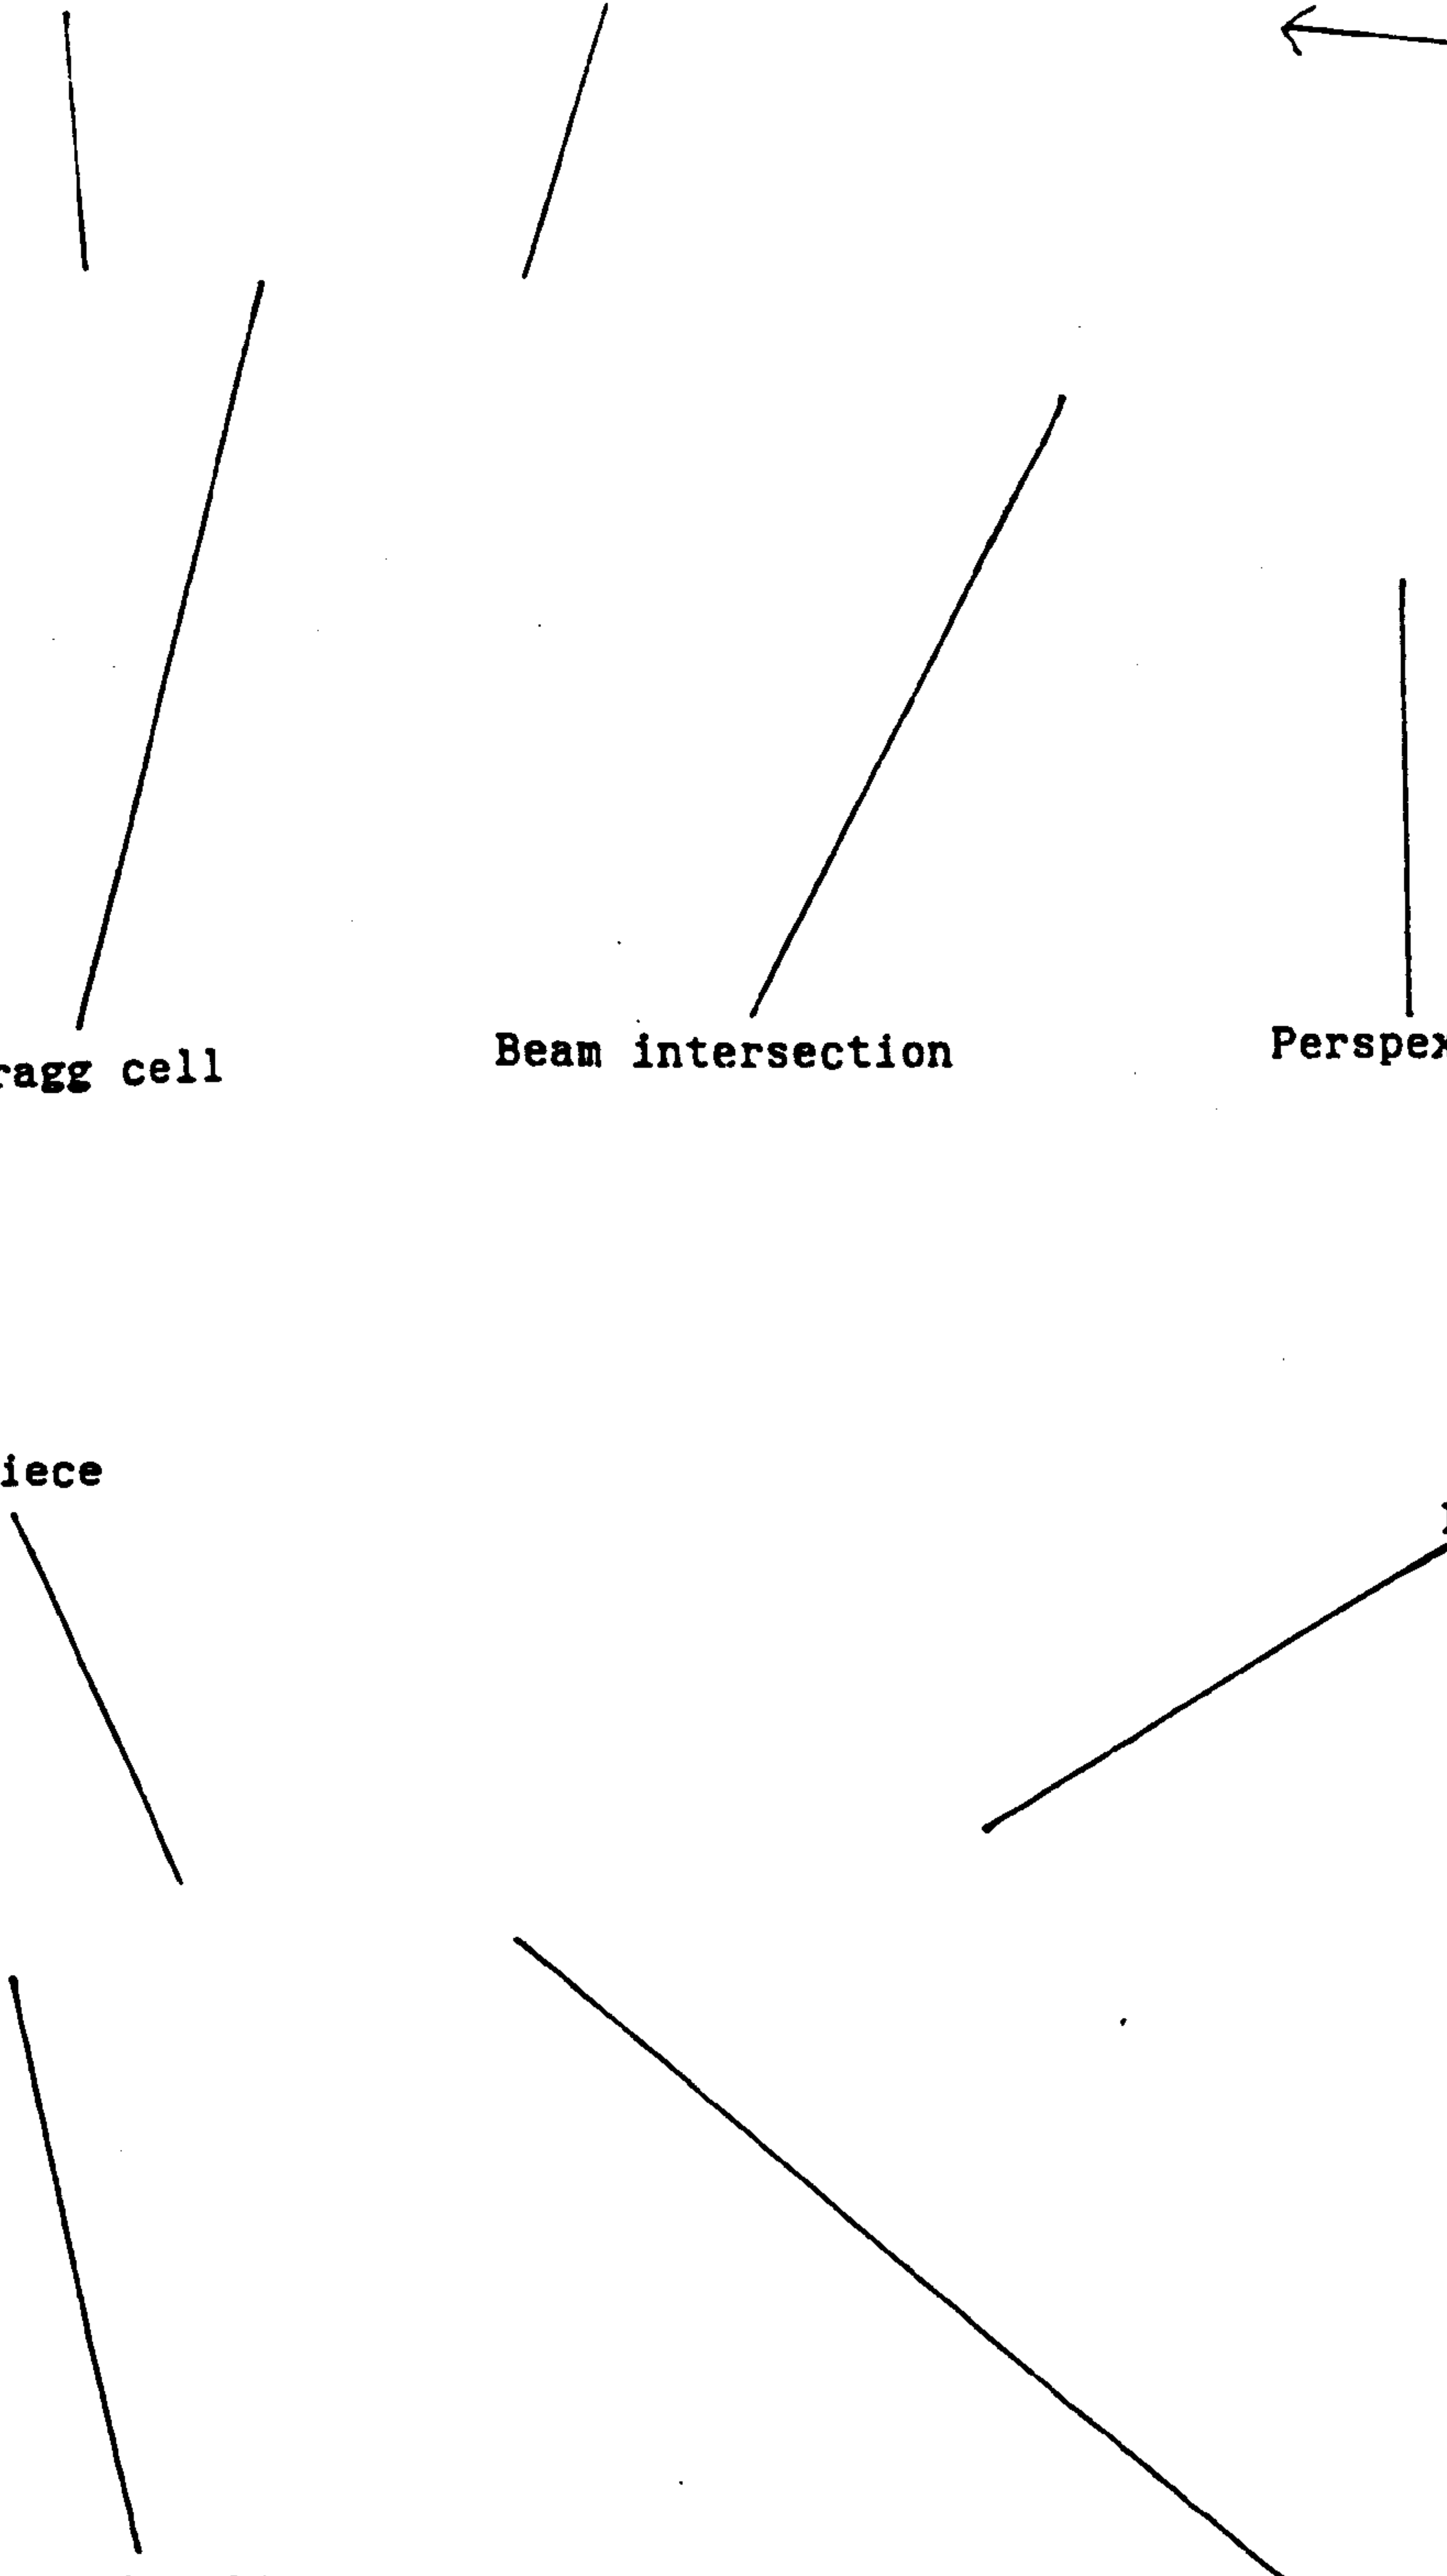 ragg cell
Beam intersection
Perspex
iece